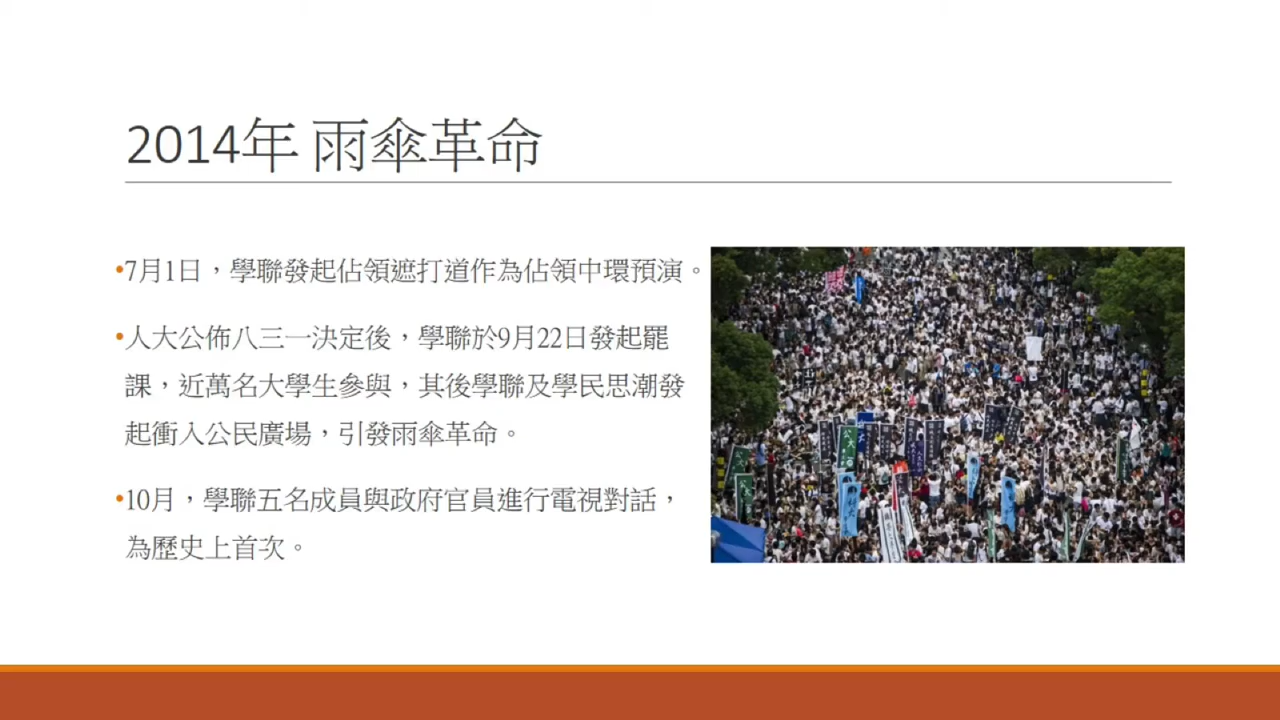 2014年 雨傘革命
•7月1日，學聯發起佔領遮打道作為佔領中環預演。
•人大公佈八三一決定後，學聯於9月22日發起罷
課，近萬名大學生參與，其後學聯及學民思潮發
起衝入公民廣場，引發雨傘革命。
•10月，學聯五名成員與政府官員進行電視對話，
為歷史上首次。